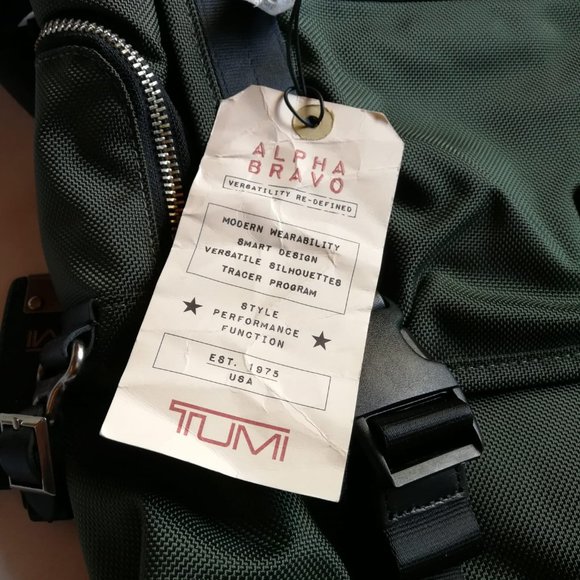 ALPHA
BRAVO
VERSATILITY RE-DEFINED
MODERN WEARABILITY
SMART DESIGN
VERSATILE SILHOUETTES
TRACER PROGRAM
STYLE
PERFORMANCE
FUNCTION
EST. 1975
USA
TUMI